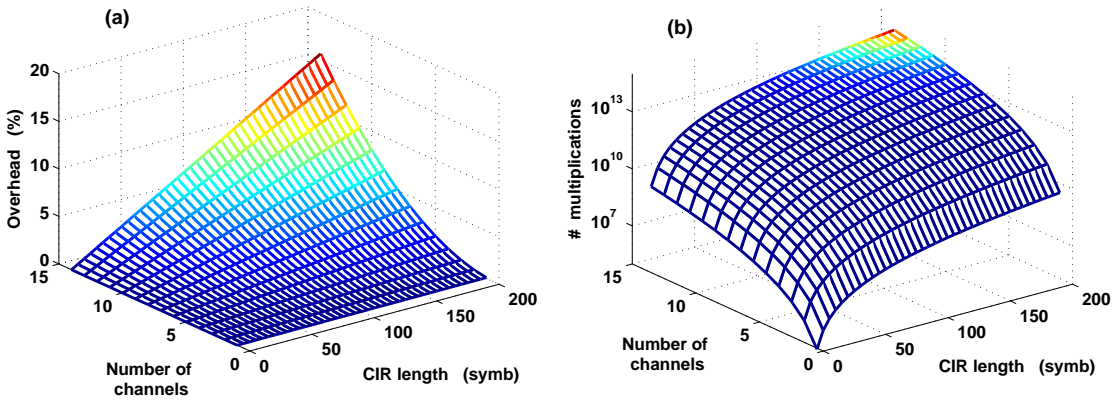 (a)
20
15
10
5
0
Overhead (%)
15
10
5
0
Number of
channels
0
50
100
150
200
CIR length (symb)
(b)
10^13
10^10
10^7
# multiplications
15
10
5
0
Number of
channels
0
50
100
150
200
CIR length (symb)